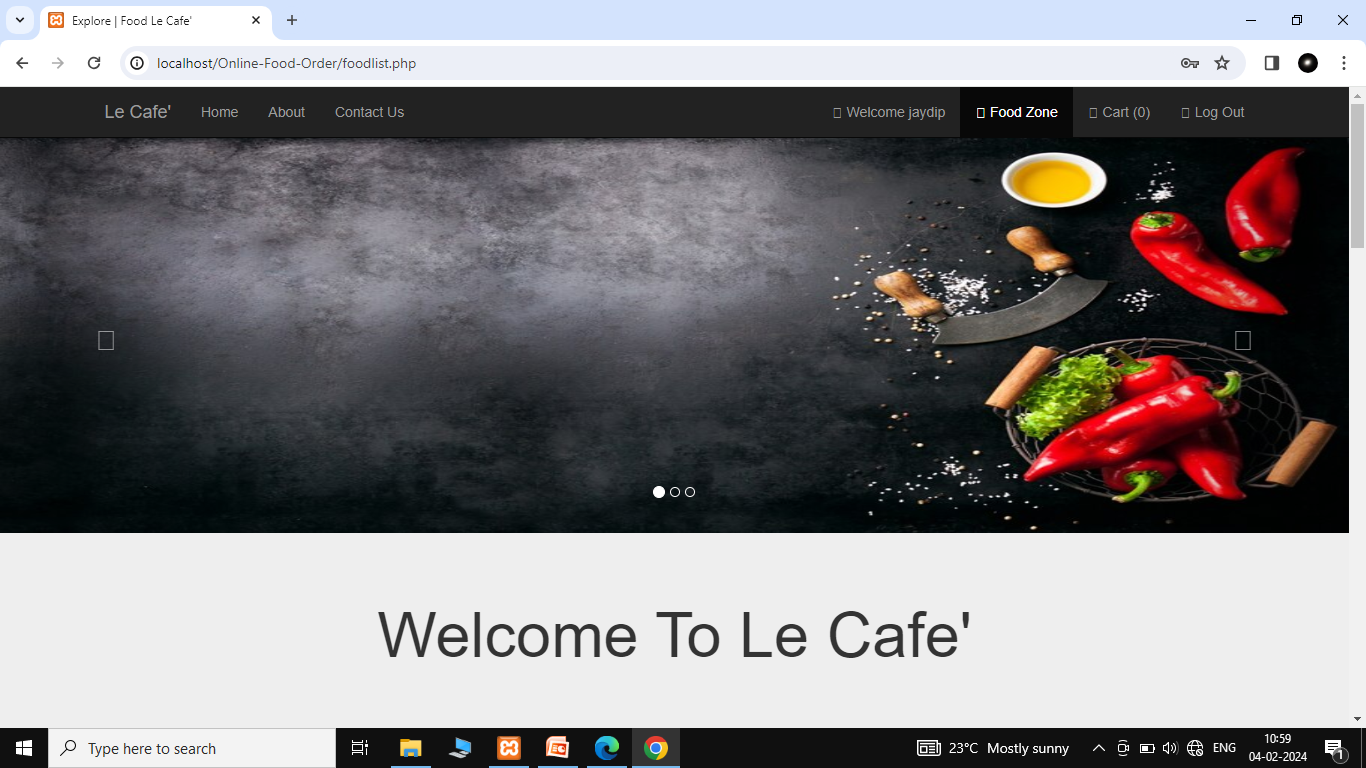 Explore | Food Le Cafe'
localhost/Online-Food-Order/foodlist.php
Le Cafe' Home About Contact Us Welcome jaydip Food Zone Cart (0) Log Out
Welcome To Le Cafe'
Type here to search
23°C Mostly sunny
ENG
10:59
04-02-2024
1